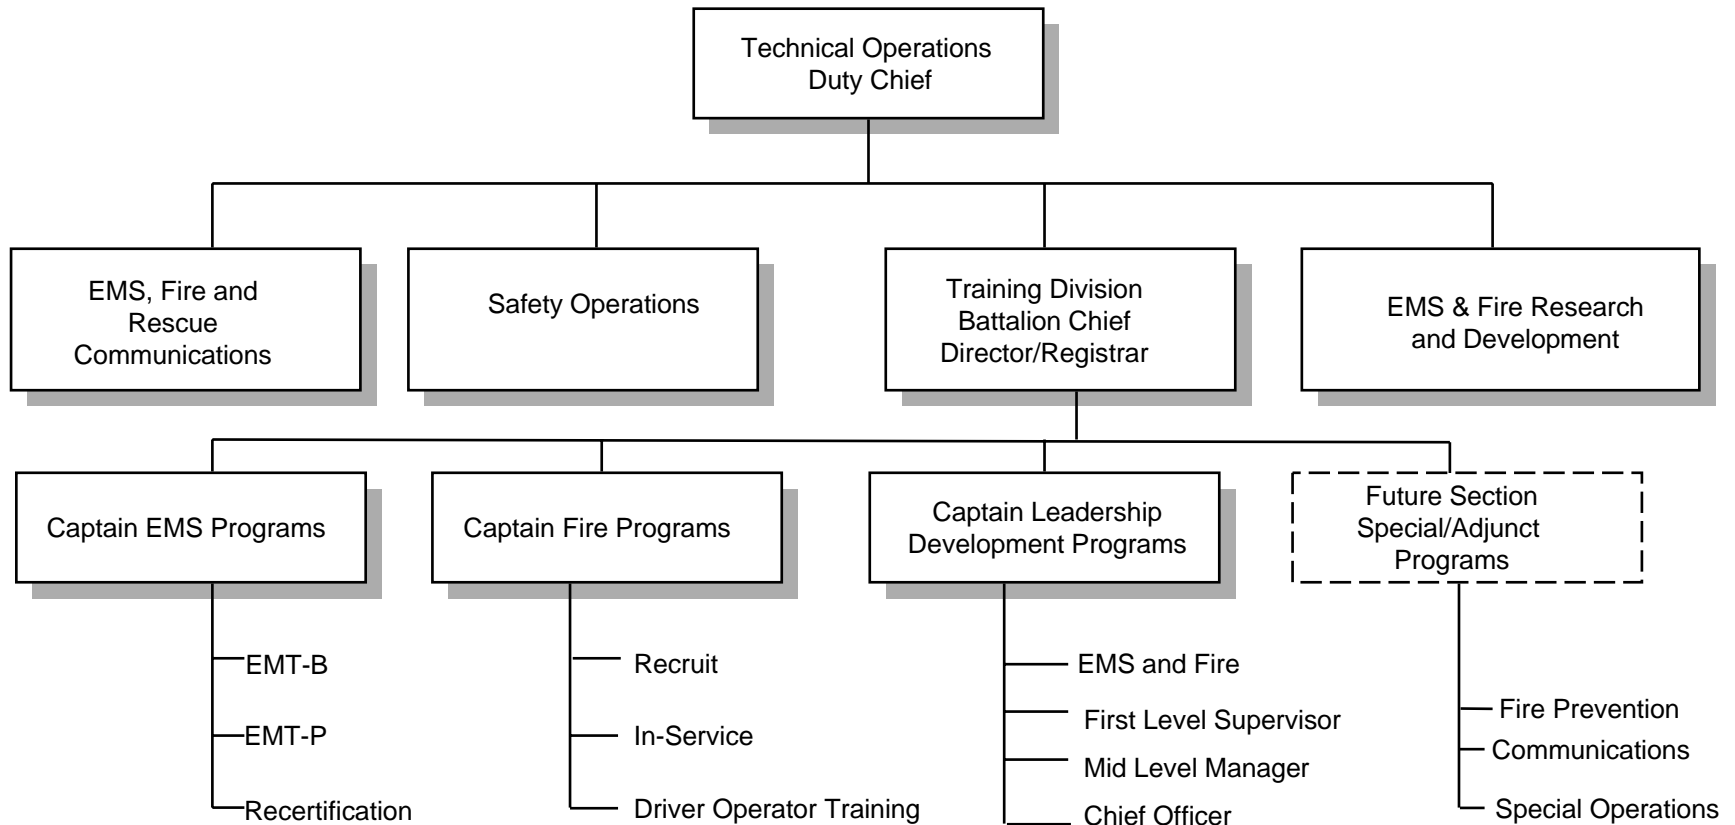 Technical Operations
Duty Chief
EMS, Fire and
Rescue
Communications
Safety Operations
Training Division
Battalion Chief
Director/Registrar
EMS & Fire Research
and Development
Captain EMS Programs
Captain Fire Programs
Captain Leadership
Development Programs
Future Section
Special/Adjunct
Programs
EMT-B
EMT-P
Recertification
Recruit
In-Service
Driver Operator Training
EMS and Fire
First Level Supervisor
Mid Level Manager
Chief Officer
Fire Prevention
Communications
Special Operations